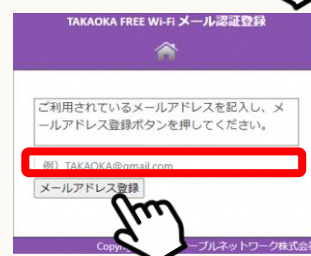 TAKAOKA FREE Wi-Fi メール認証登録
ご利用されているメールアドレスを記入し、メ
ールアドレス登録ボタンを押してください。
例）TAKAOKA@gmail.com
メールアドレス登録
Copy ーブルネットワーク株式会